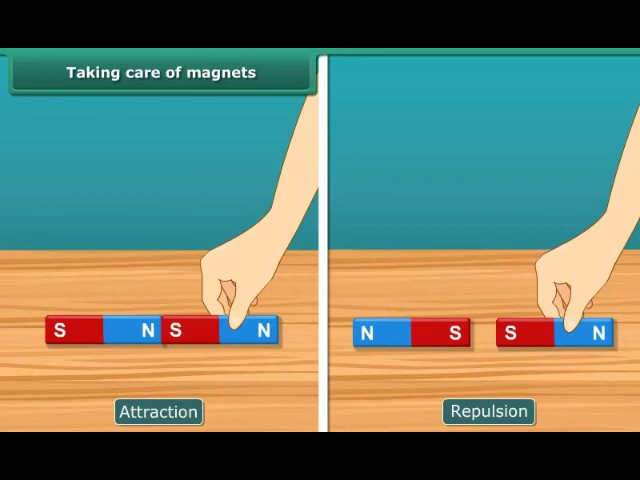 Taking care of magnets
S N S N
N S S N
Attraction
Repulsion